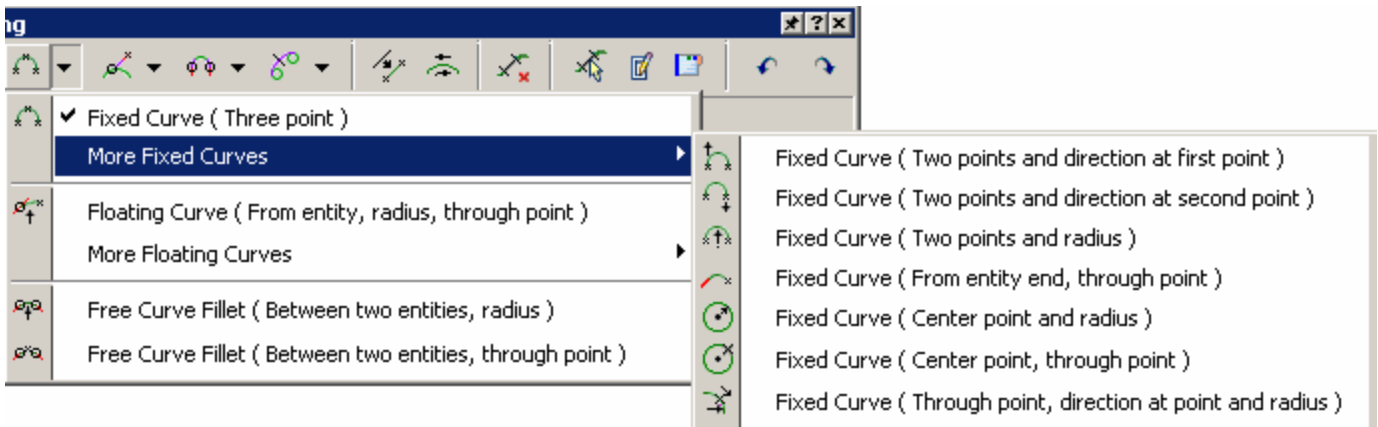 ng
Fixed Curve ( Three point )
More Fixed Curves
Floating Curve ( From entity, radius, through point )
More Floating Curves
Free Curve Fillet ( Between two entities, radius )
Free Curve Fillet ( Between two entities, through point )
Fixed Curve ( Two points and direction at first point )
Fixed Curve ( Two points and direction at second point )
Fixed Curve ( Two points and radius )
Fixed Curve ( From entity end, through point )
Fixed Curve ( Center point and radius )
Fixed Curve ( Center point, through point )
Fixed Curve ( Through point, direction at point and radius )